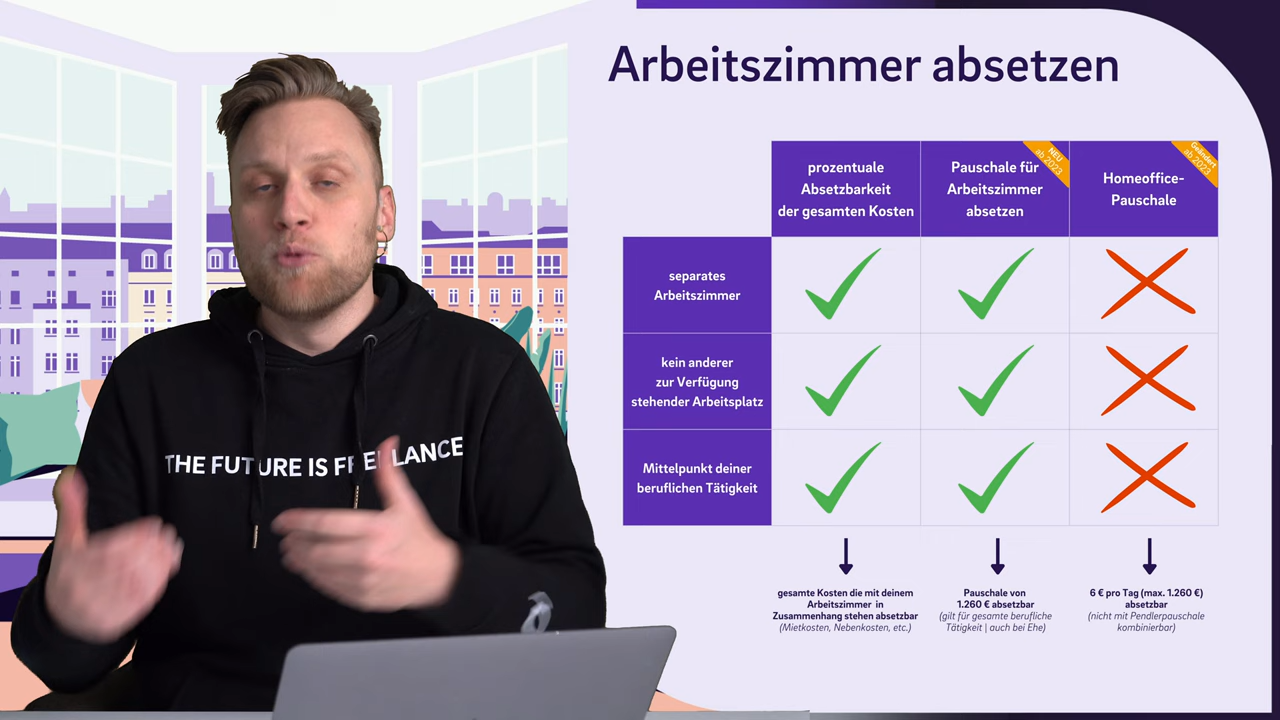 Arbeitszimmer absetzen
prozentuale
Absetzbarkeit
der gesamten Kosten
Pauschale für
Arbeitszimmer
absetzen
NEU
ab 2023
Homeoffice-
Pauschale
Geändert
ab 2023
separates
Arbeitszimmer
kein anderer
zur Verfügung
stehender Arbeitsplatz
Mittelpunkt deiner
beruflichen Tätigkeit
gesamte Kosten die mit deinem
Arbeitszimmer in
Zusammenhang stehen absetzbar
(Mietkosten, Nebenkosten, etc.)
Pauschale von
1.260 € absetzbar
(gilt für gesamte berufliche
Tätigkeit | auch bei Ehe)
6 € pro Tag (max. 1.260 €)
absetzbar
(nicht mit Pendlerpauschale
kombinierbar)
THE FUTURE IS FREELANCE